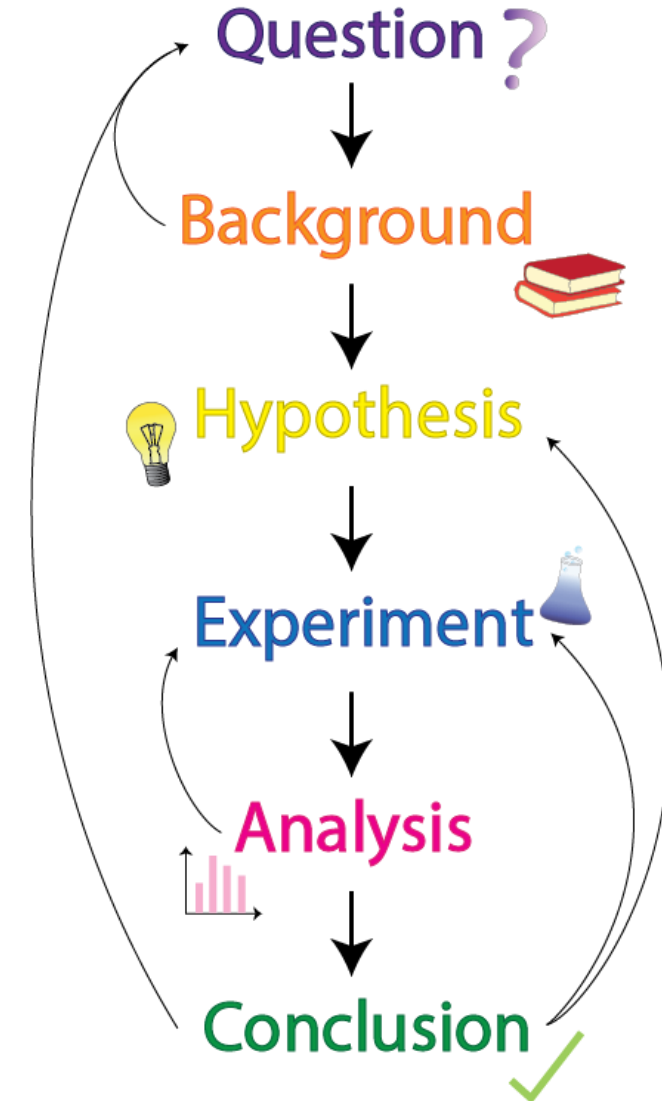 Question?
Background
Hypothesis
Experiment
Analysis
Conclusion